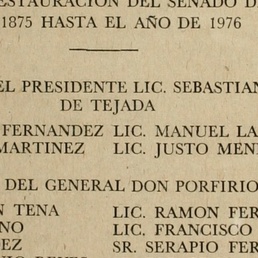 RESTAURACION DEL SENADO D
1875 HASTA EL AÑO DE 1976
EL PRESIDENTE LIC. SEBASTIAN
DE TEJADA
FERNANDEZ LIC. MANUEL LA
MARTINEZ LIC. JUSTO MEN
DEL GENERAL DON PORFIRIO
N TENA LIC. RAMON FER
NO LIC. FRANCISCO
EZ SR. SERAPIO FER